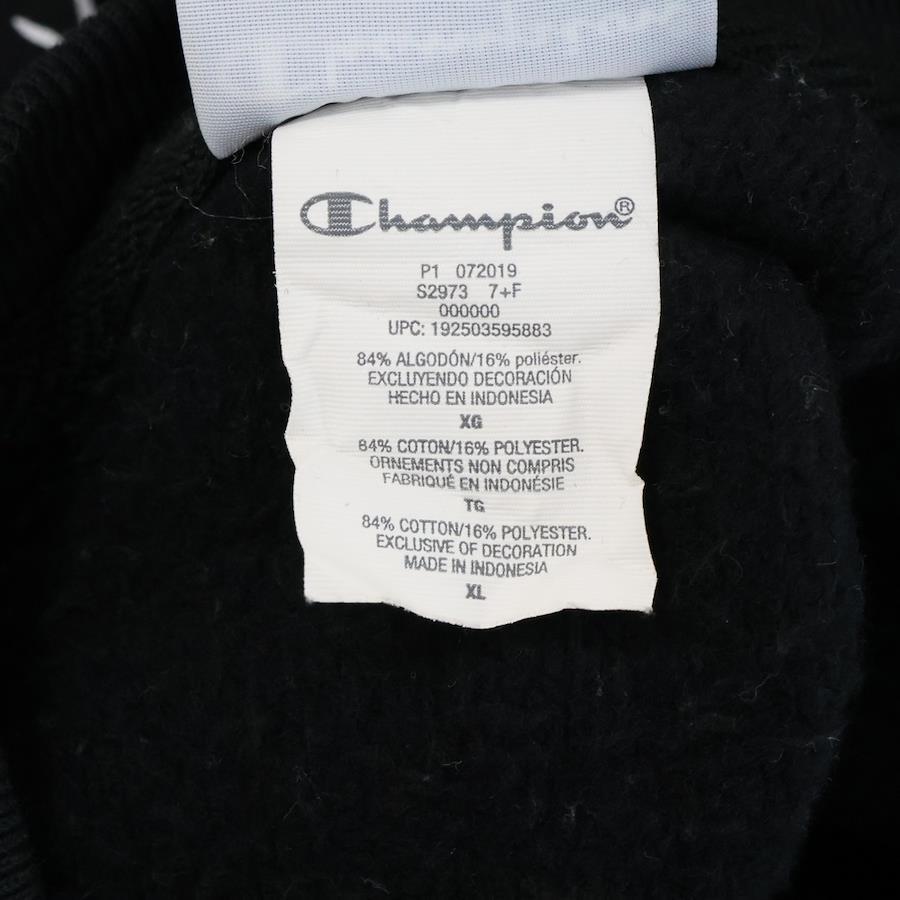 Champion®
P1 072019
S2973 7+F
000000
UPC: 192503595883
84% ALGODÓN/16% poliéster.
EXCLUYENDO DECORACIÓN
HECHO EN INDONESIA
XG
84% COTON/16% POLYESTER.
ORNEMENTS NON COMPRIS
FABRIQUÉ EN INDONÉSIE
TG
84% COTTON/16% POLYESTER.
EXCLUSIVE OF DECORATION
MADE IN INDONESIA
XL